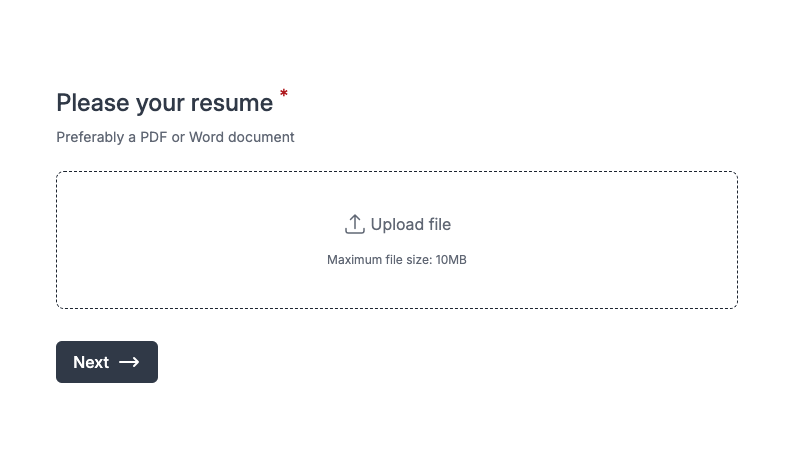 Please your resume *
Preferably a PDF or Word document
Upload file
Maximum file size: 10MB
Next